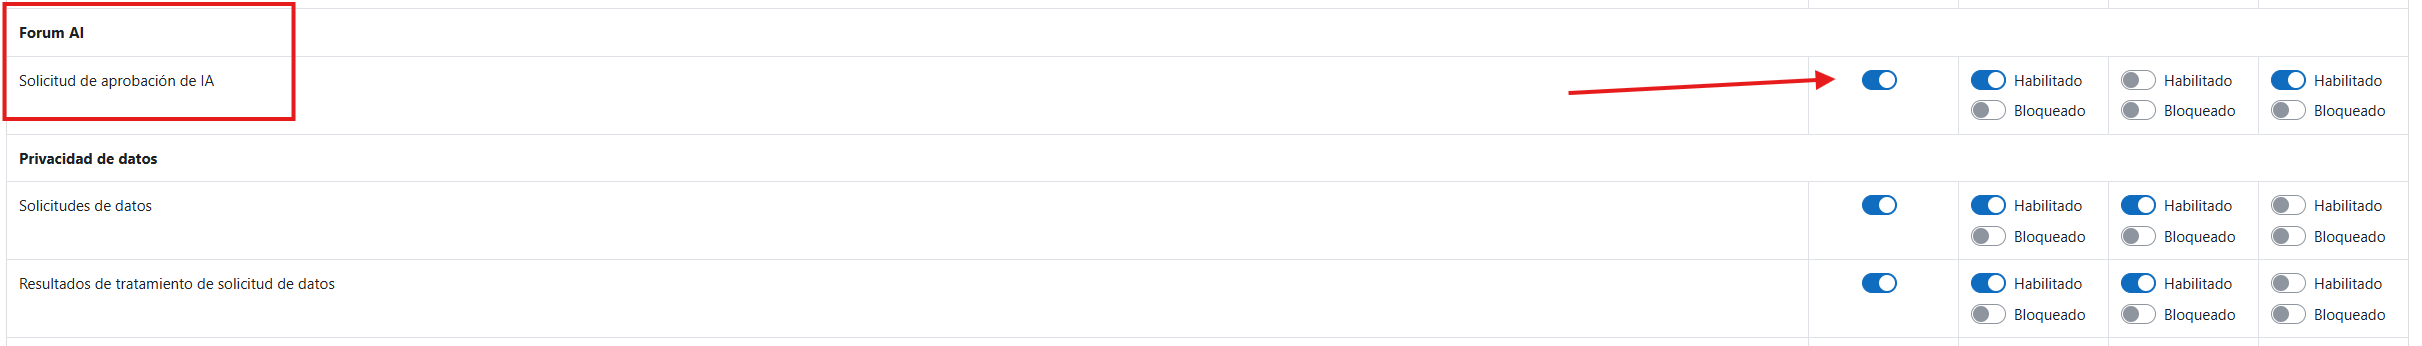 Forum AI
Solicitud de aprobación de IA
Habilitado Habilitado Habilitado
Bloqueado Bloqueado Bloqueado
Privacidad de datos
Solicitudes de datos
Habilitado Habilitado Habilitado
Bloqueado Bloqueado Bloqueado
Resultados de tratamiento de solicitud de datos
Habilitado Habilitado Habilitado
Bloqueado Bloqueado Bloqueado